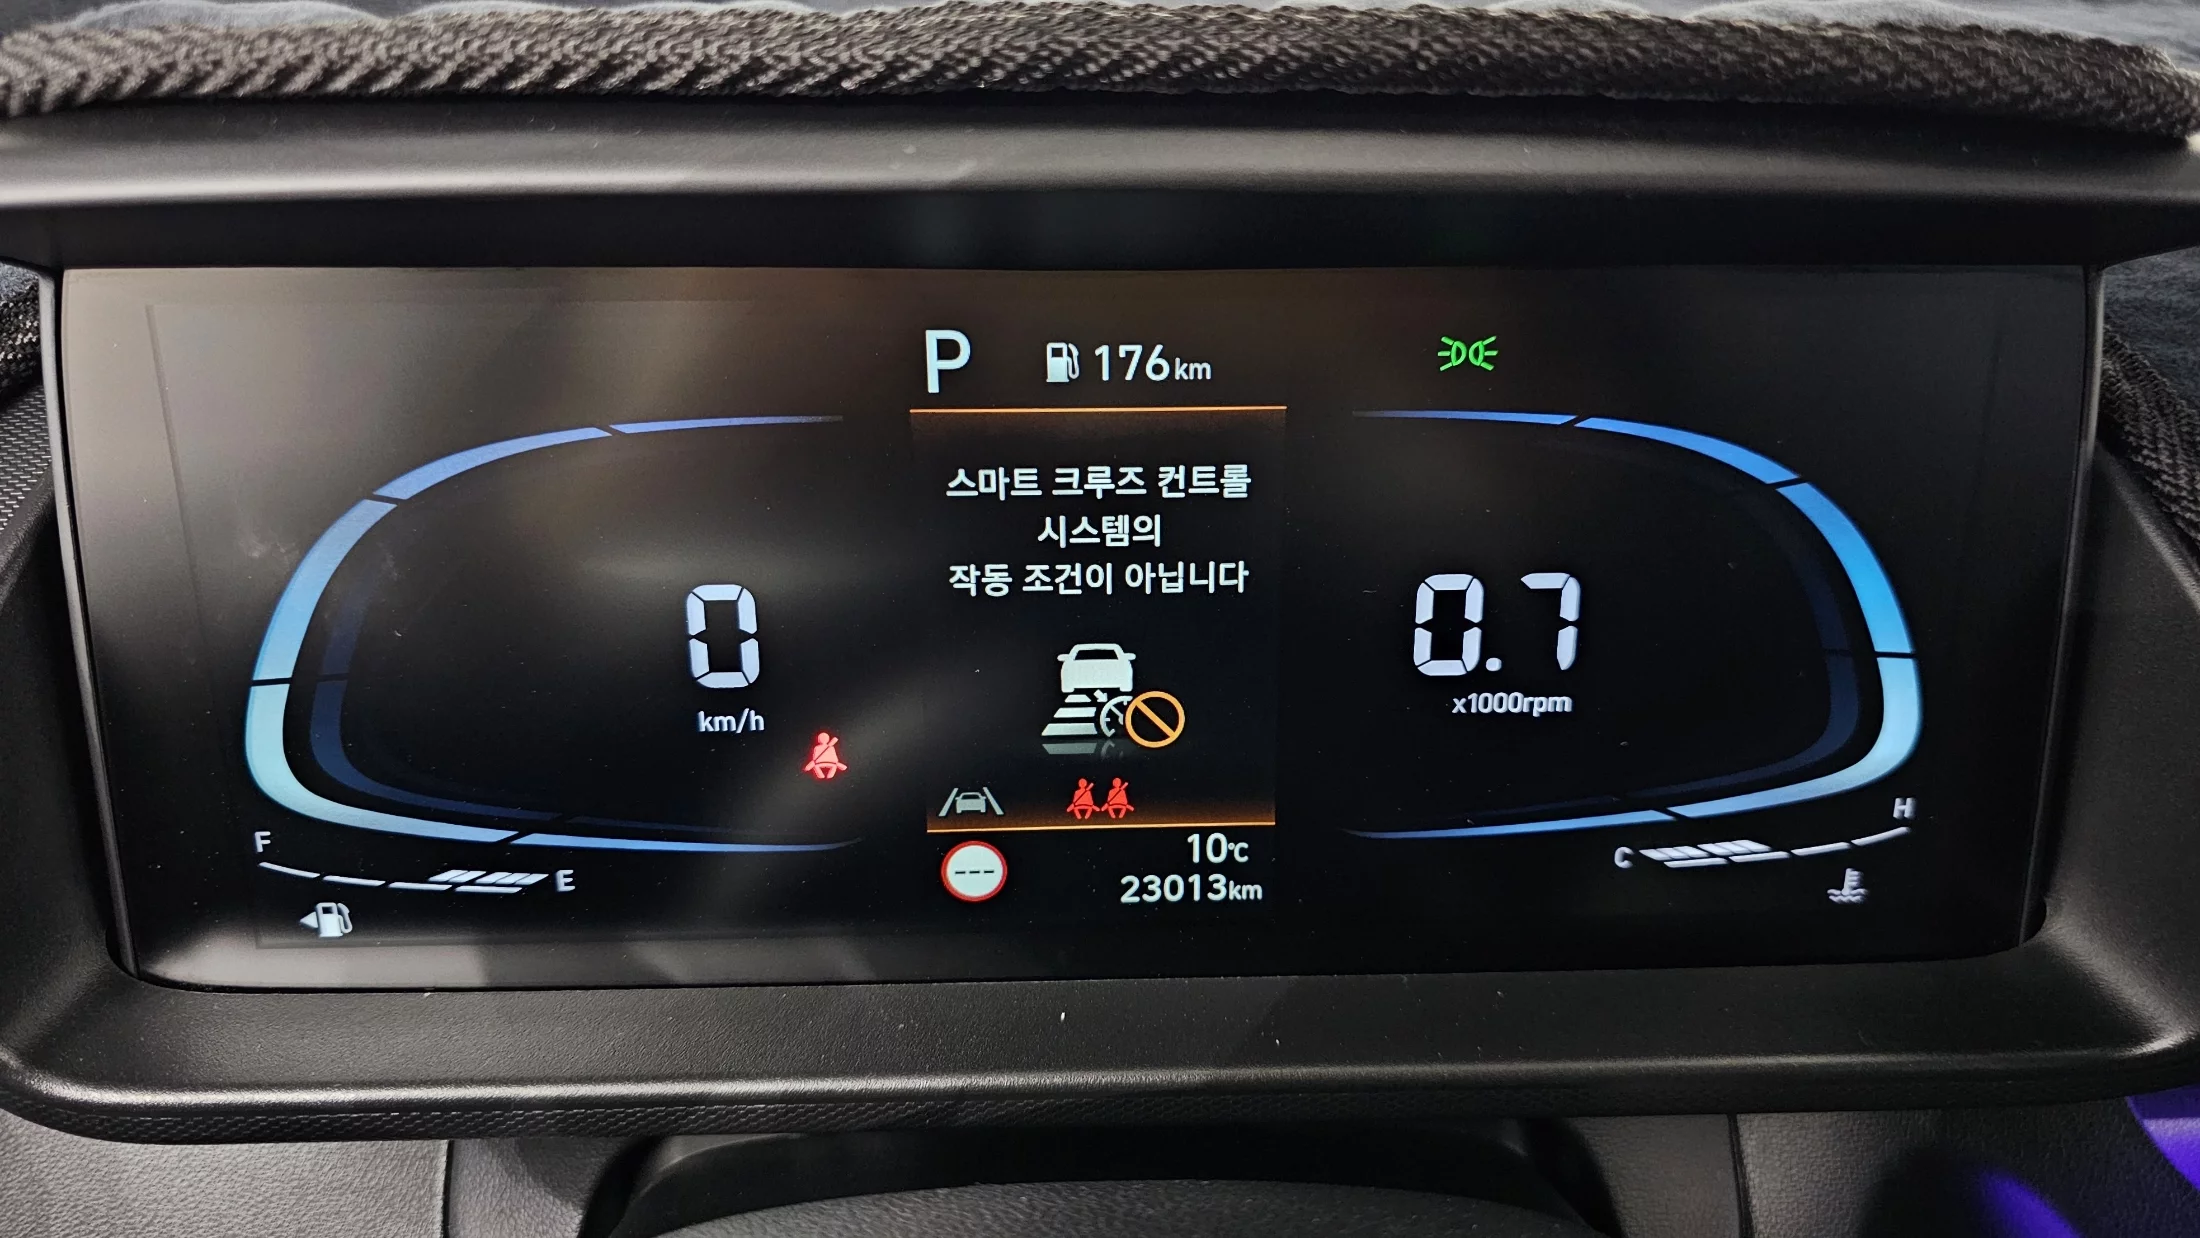 P 176km
스마트 크루즈 컨트롤
시스템의
작동 조건이 아닙니다
0
km/h
0.7
x1000rpm
F
E
---
10℃
23013km
C
H